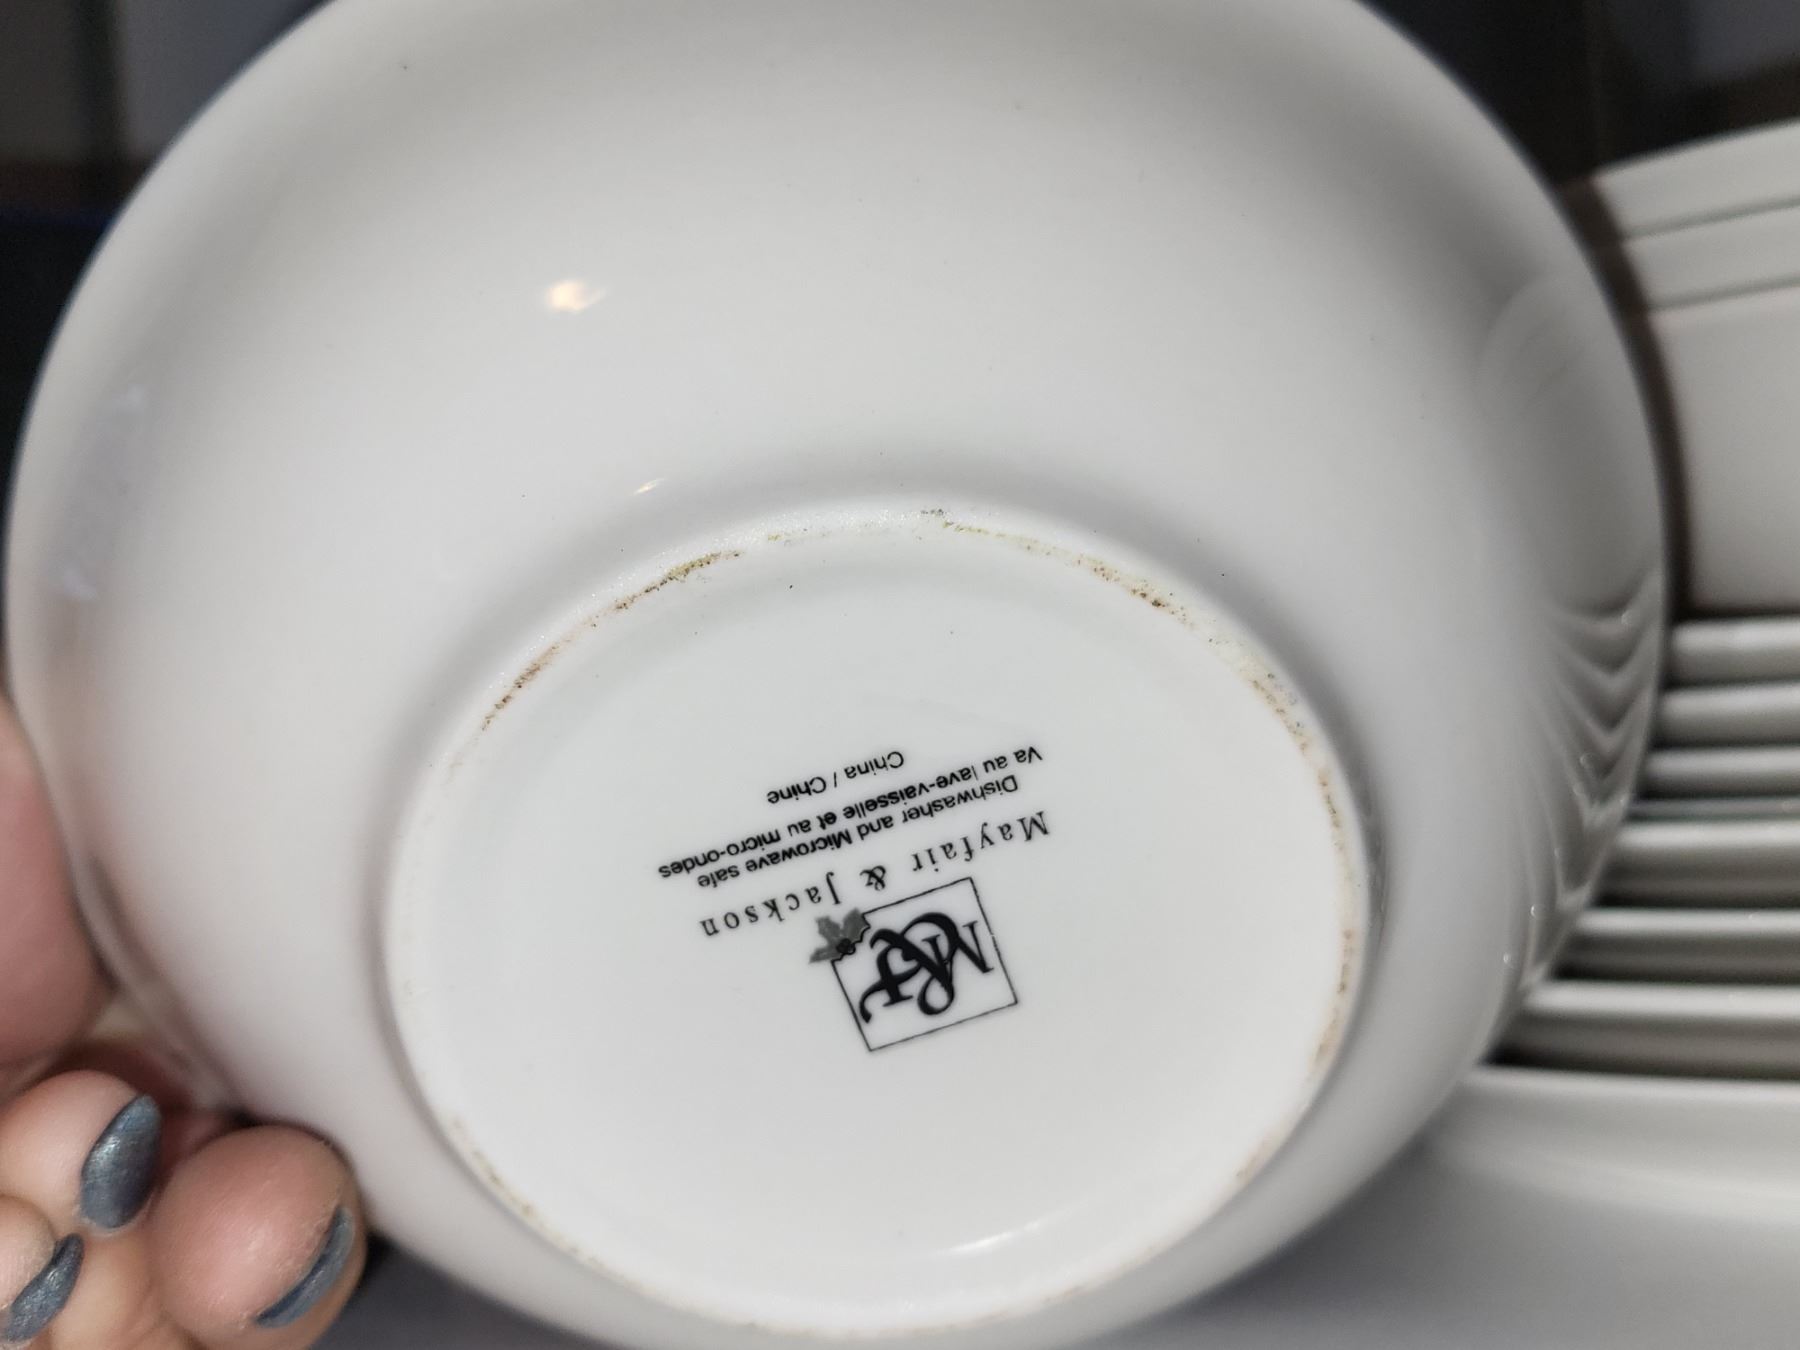 M&J
Mayfair & Jackson
Dishwasher and Microwave safe
Va au lave-vaisselle et au micro-ondes
China / Chine